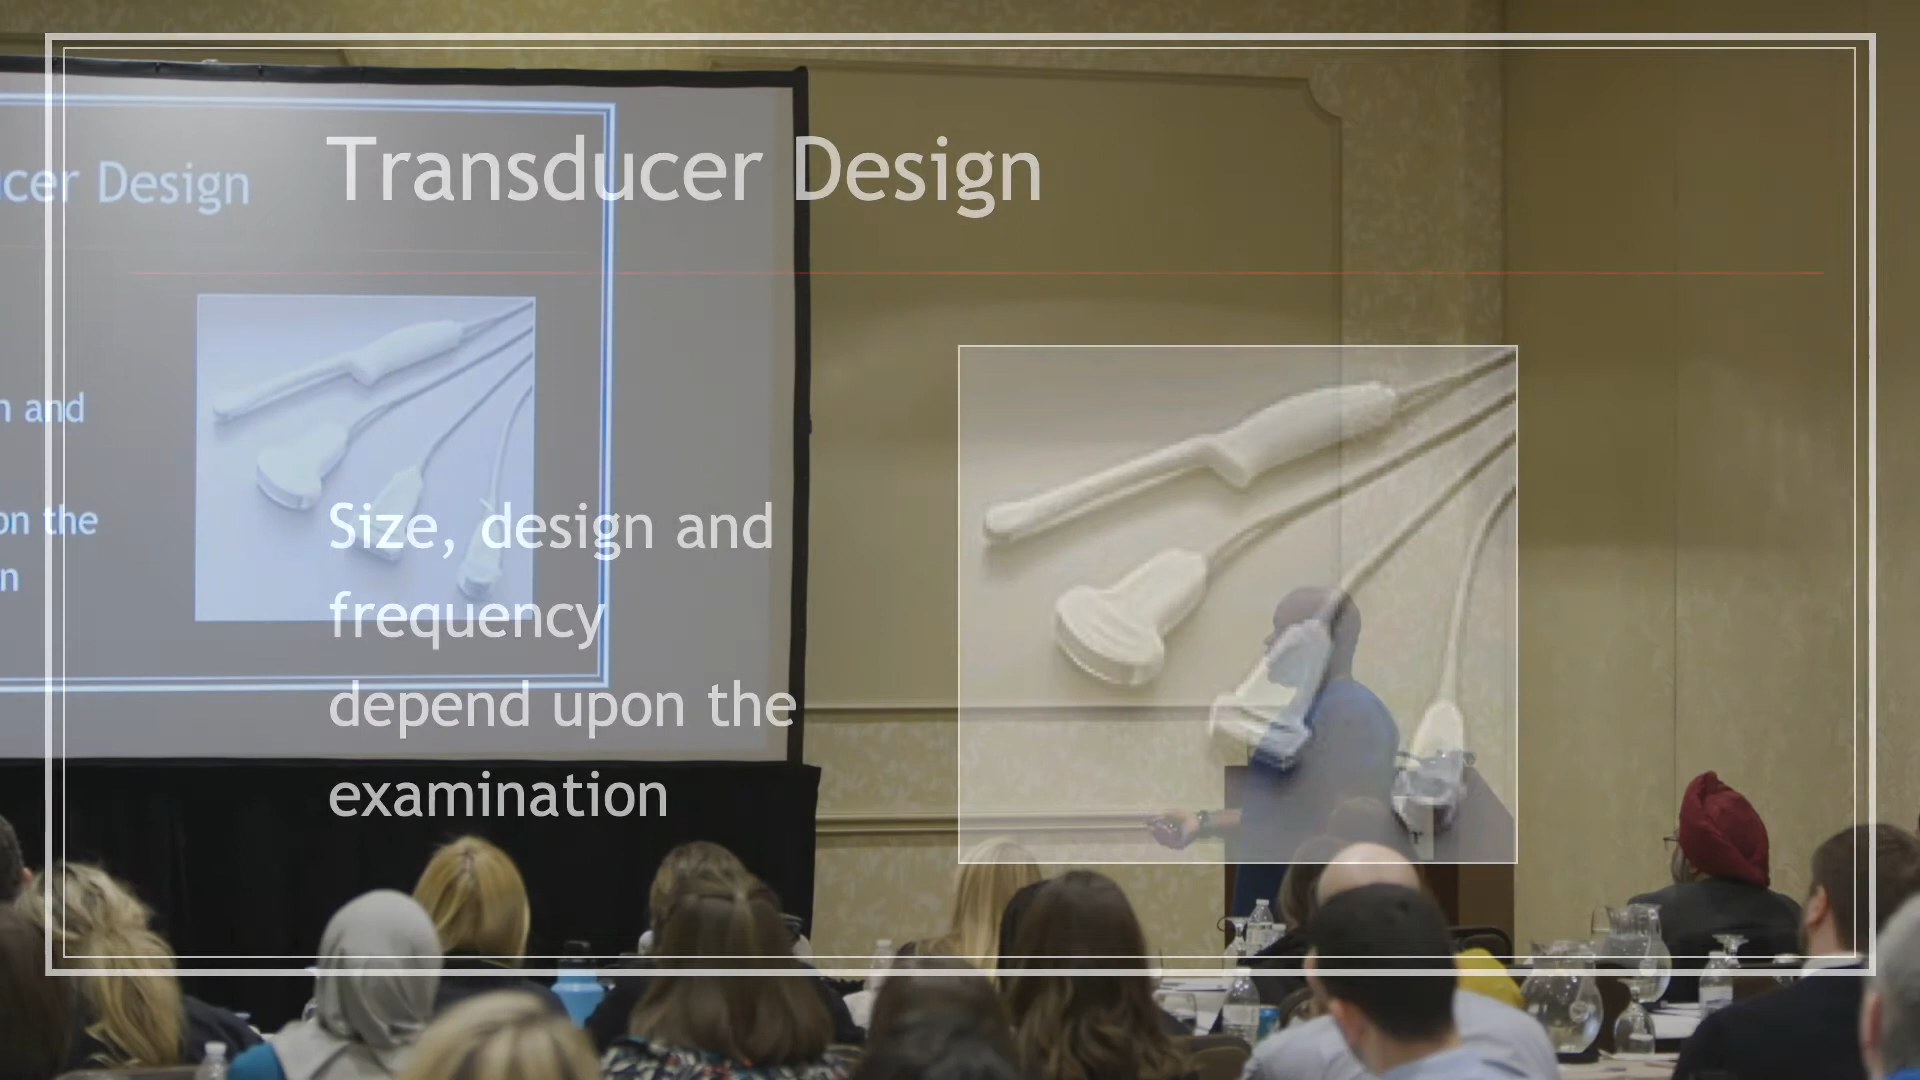 Transducer Design
Size, design and
frequency
depend upon the
examination
cer Design
n and
on the
n